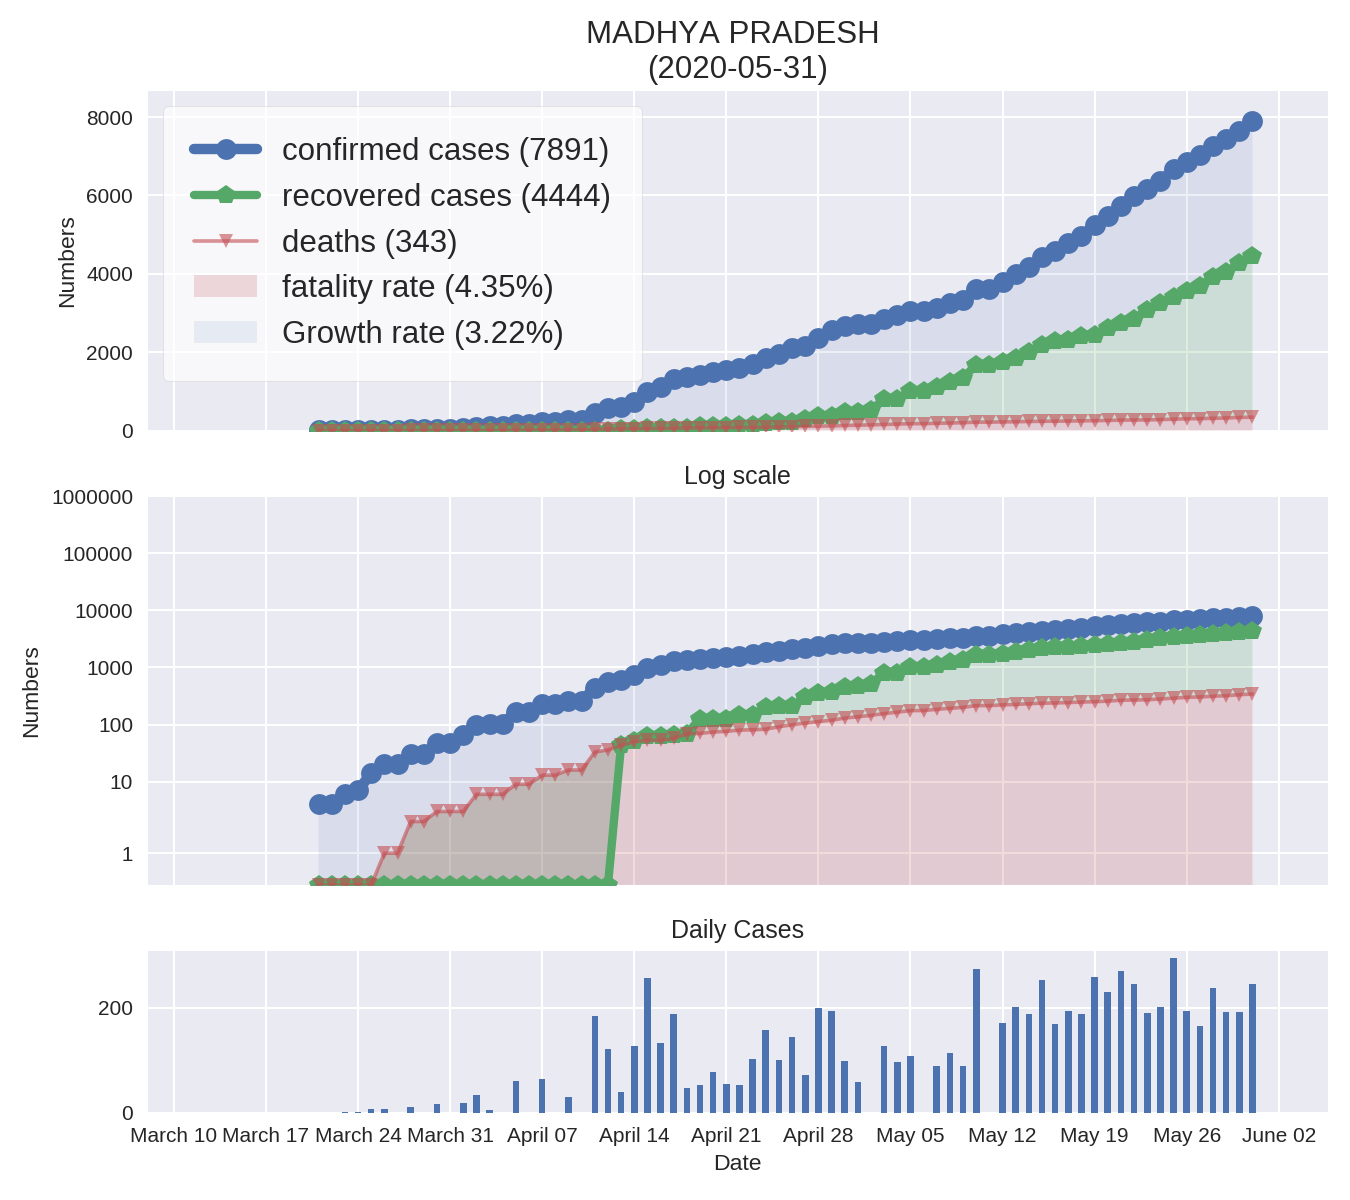 MADHYA PRADESH
(2020-05-31)
8000
6000
4000
2000
0
Numbers
confirmed cases (7891)
recovered cases (4444)
deaths (343)
fatality rate (4.35%)
Growth rate (3.22%)
Log scale
1000000
100000
10000
1000
100
10
1
Numbers
Daily Cases
200
0
March 10 March 17 March 24 March 31 April 07 April 14 April 21 April 28 May 05 May 12 May 19 May 26 June 02
Date